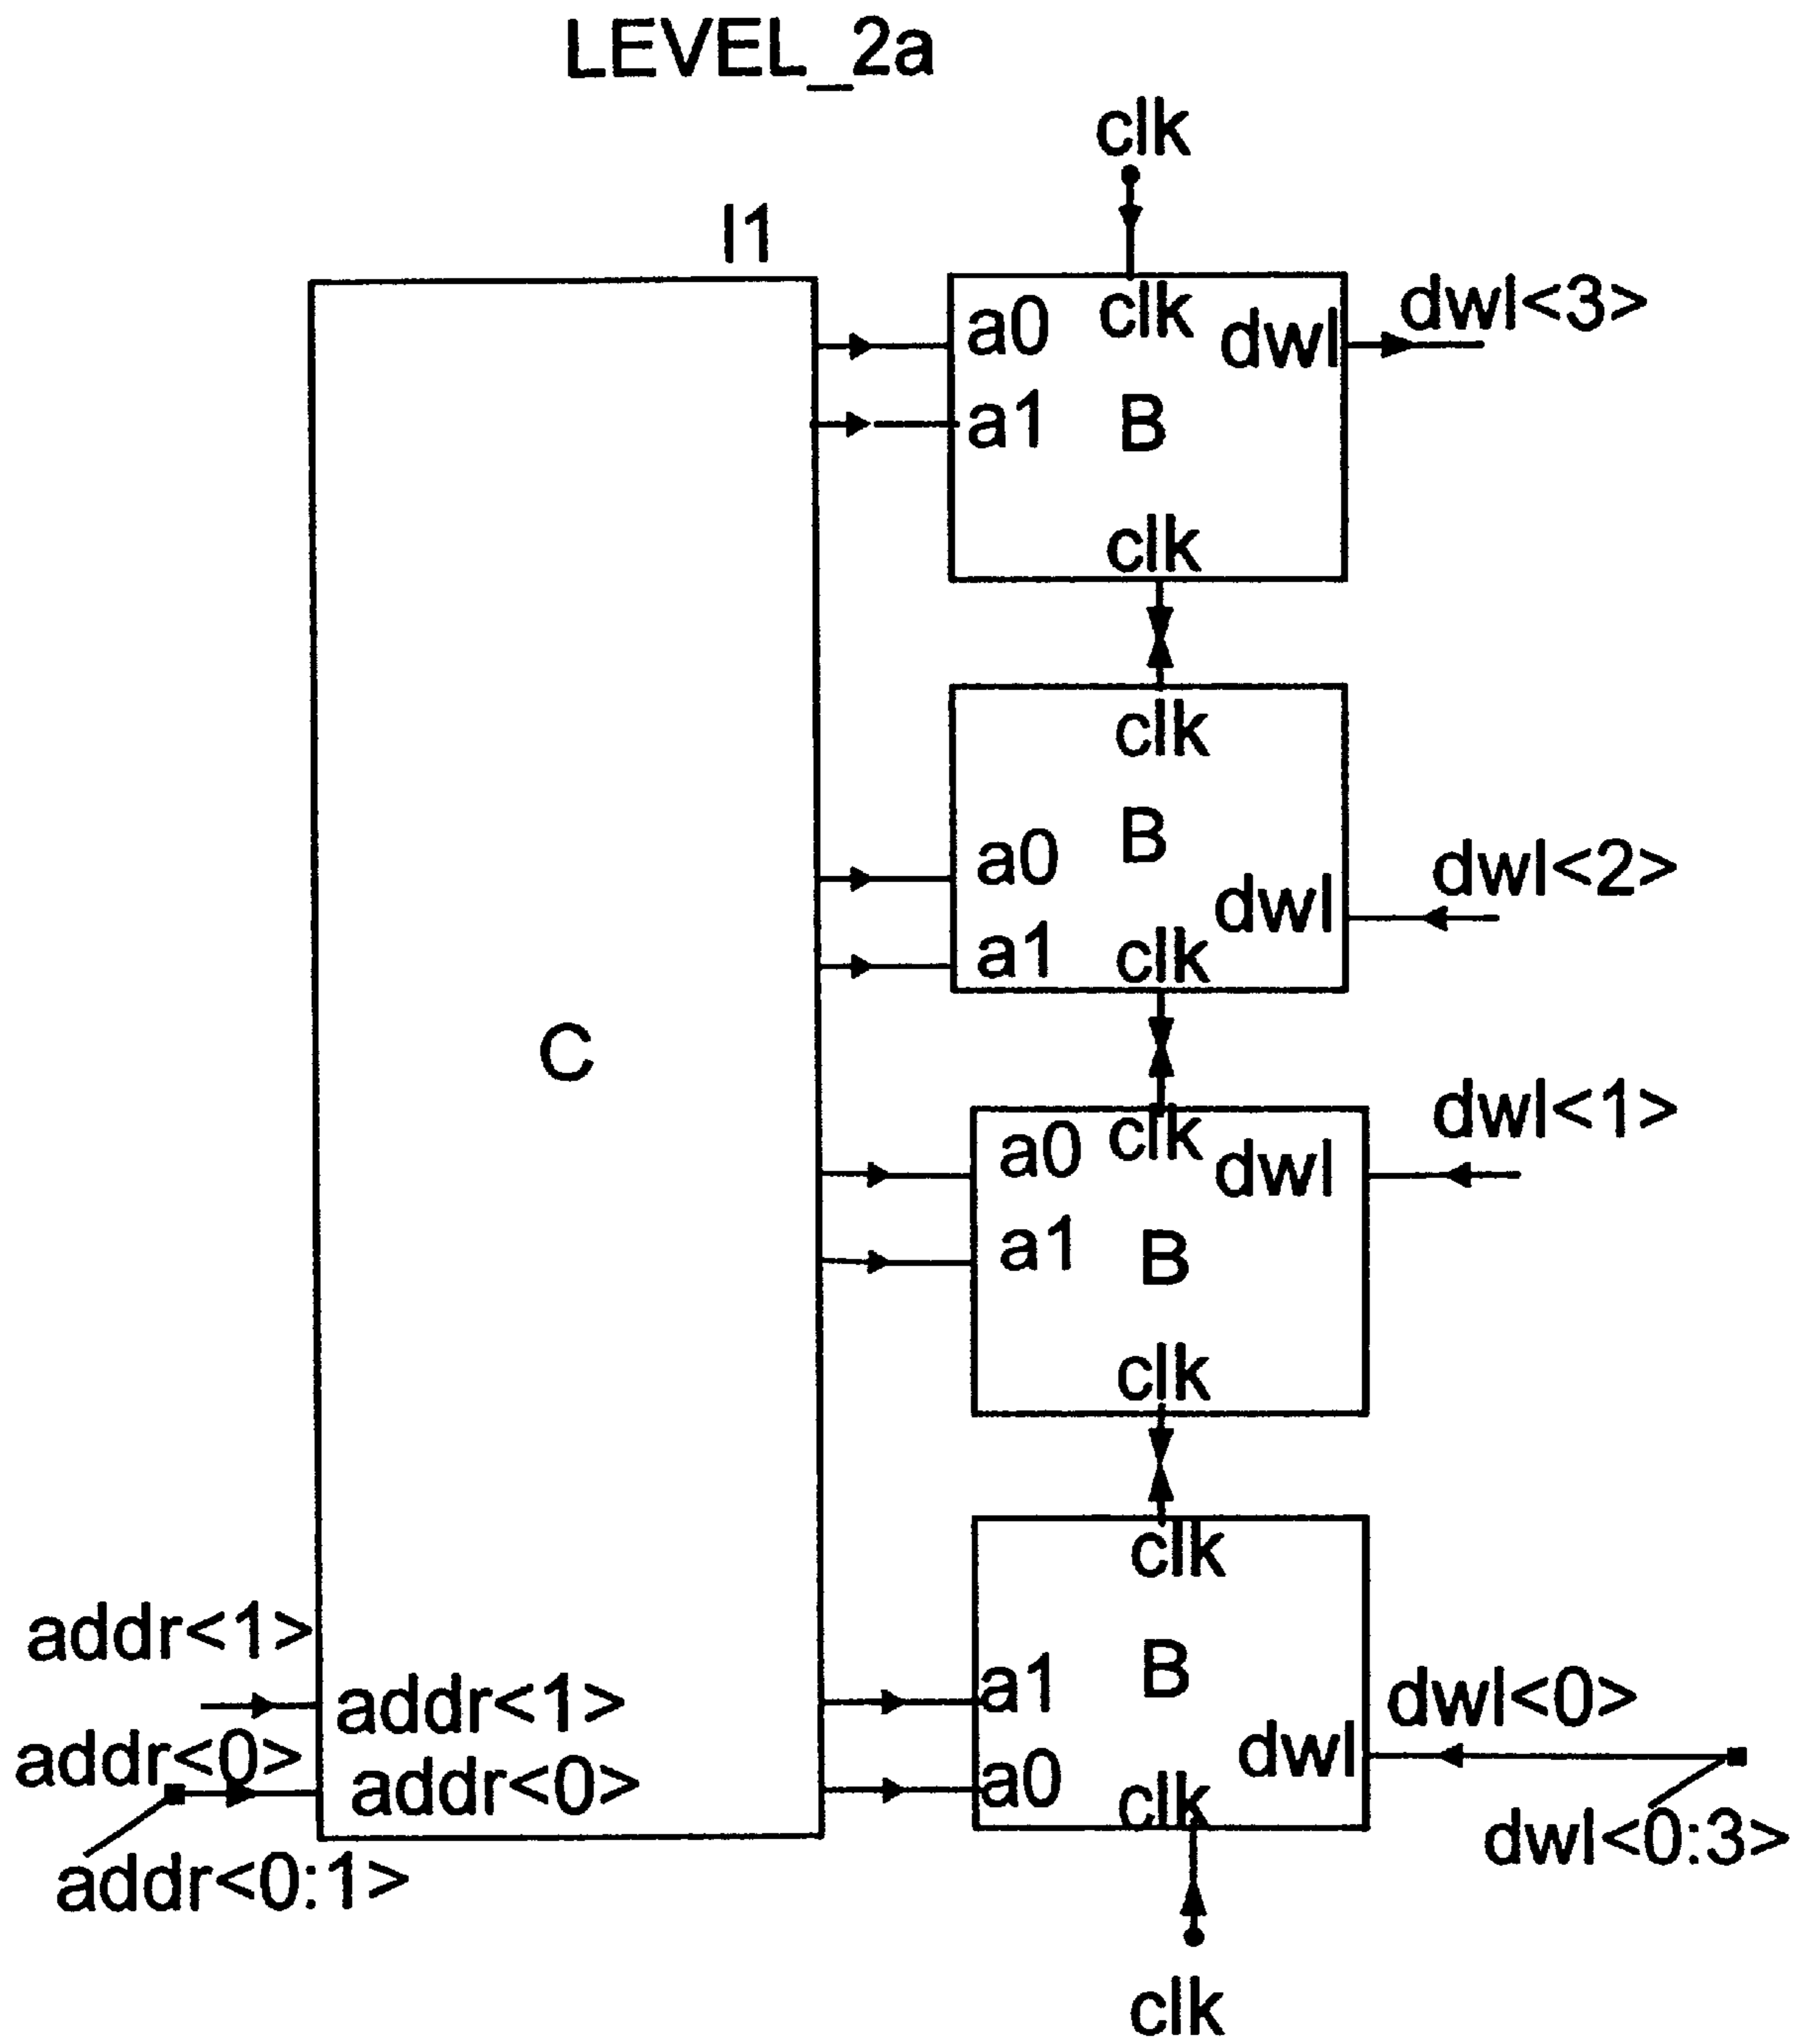 LEVEL_2a
clk
I1
a0 clk dwl dwl<3>
a1 B
clk
clk
B
a0 dwl dwl<2>
a1 clk
C
a0 clk dwl dwl<1>
a1 B
clk
clk
addr<1>
a1 B dwl<0>
addr<1>
addr<0> dwl
addr<0> a0 clk
addr<0:1> dwl<0:3>
clk